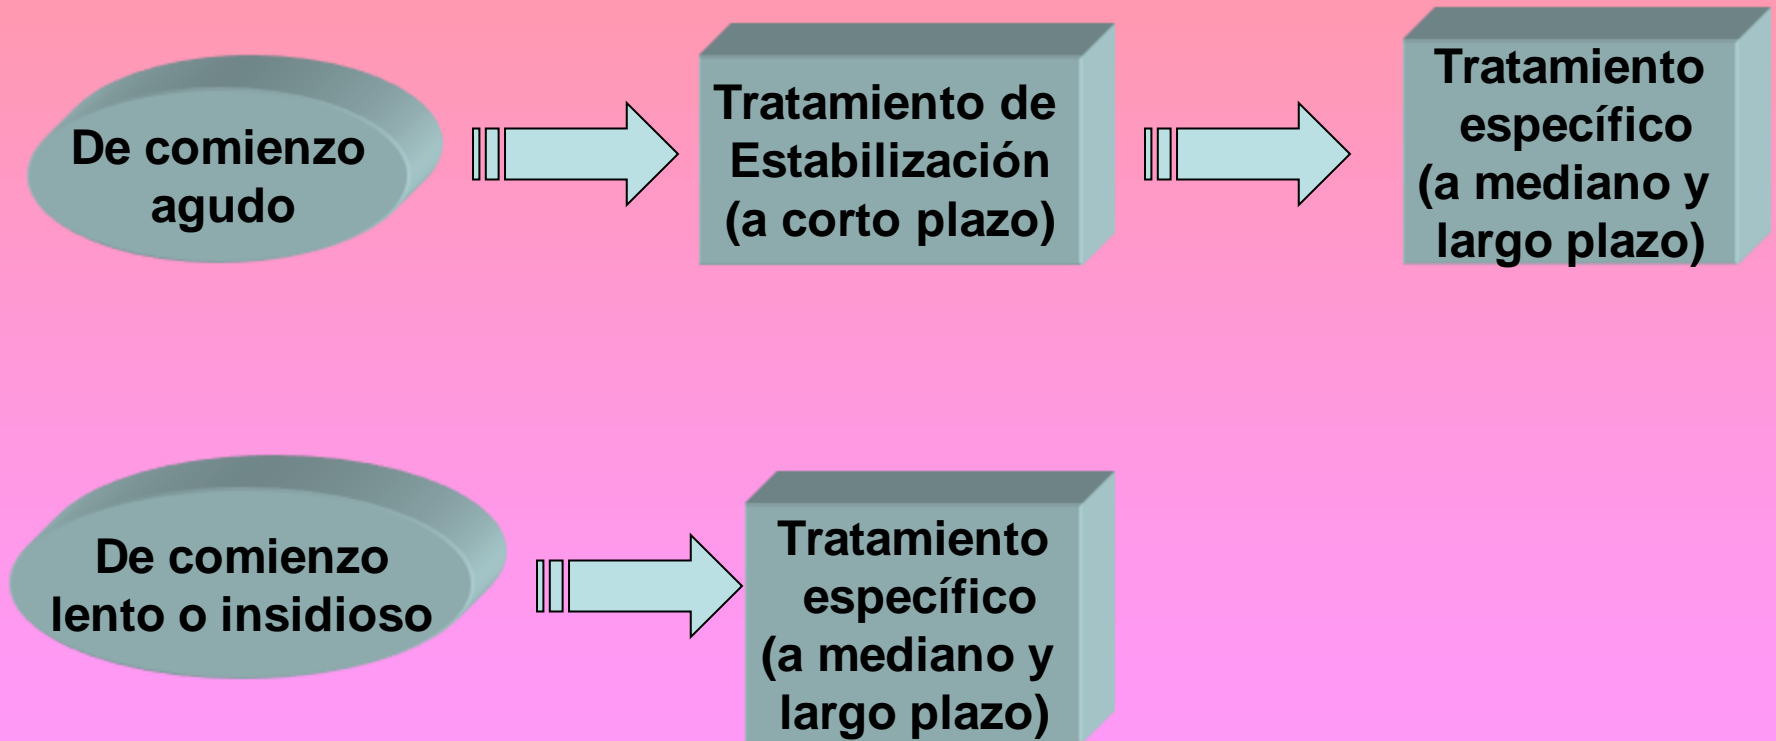 De comienzo
agudo
Tratamiento de
Estabilización
(a corto plazo)
Tratamiento
específico
(a mediano y
largo plazo)
De comienzo
lento o insidioso
Tratamiento
específico
(a mediano y
largo plazo)